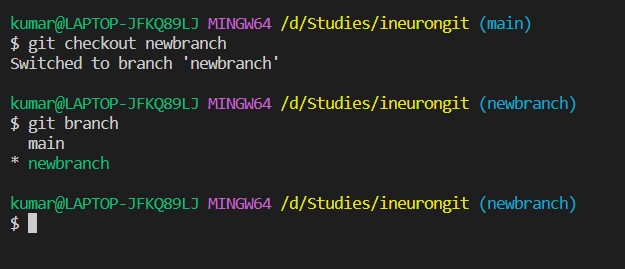 kumar@LAPTOP-JFKQ89LJ MINGW64 /d/Studies/ineurongit (main)
$ git checkout newbranch
Switched to branch 'newbranch'
kumar@LAPTOP-JFKQ89LJ MINGW64 /d/Studies/ineurongit (newbranch)
$ git branch
  main
* newbranch
kumar@LAPTOP-JFKQ89LJ MINGW64 /d/Studies/ineurongit (newbranch)
$